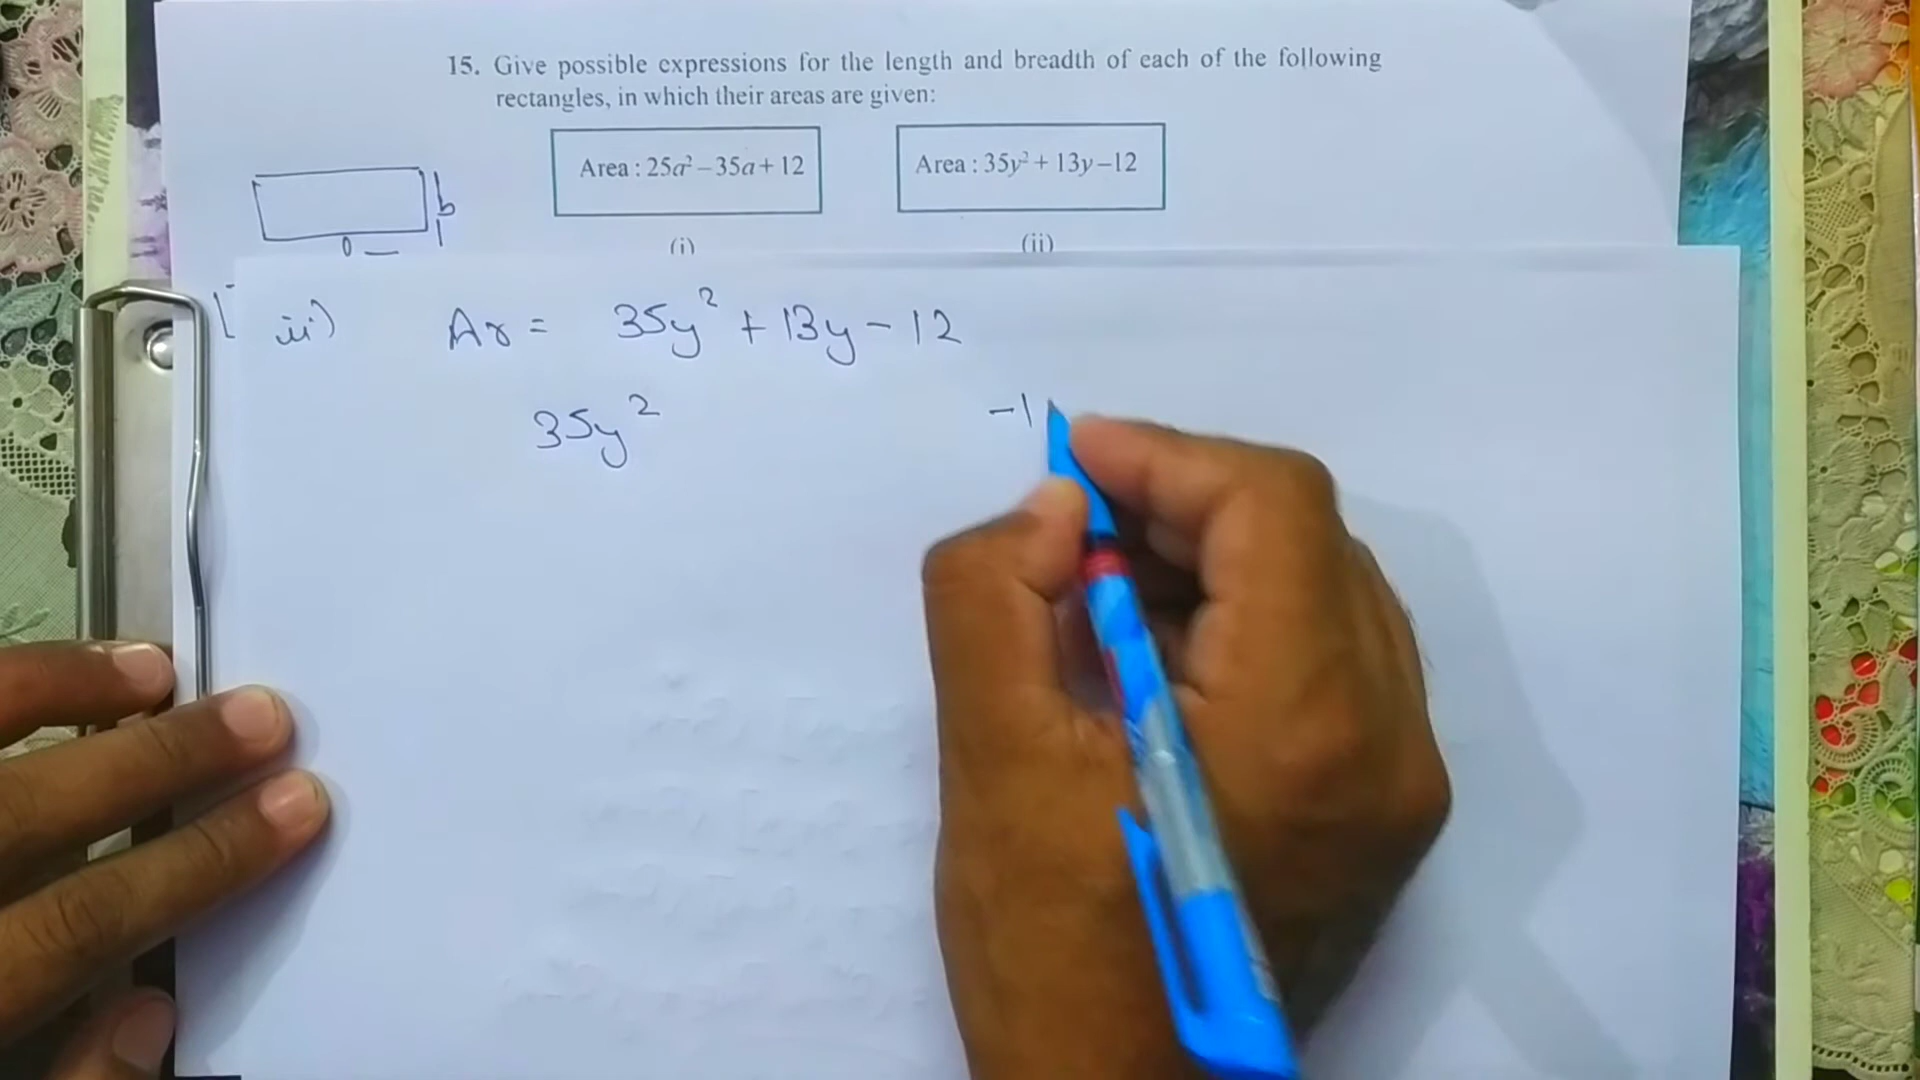 15. Give possible expressions for the length and breadth of each of the following
rectangles, in which their areas are given:
Area : 25a² – 35a + 12
Area : 35y² + 13y –12
(i)
(ii)
b
ii) Ar = 35y² + 13y - 12
35y² -1